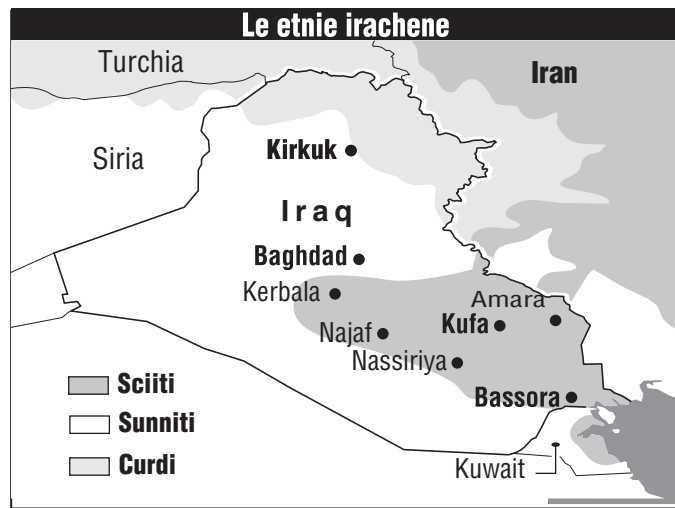 Le etnie irachene
Turchia
Iran
Siria
Kirkuk
Iraq
Baghdad
Kerbala
Amara
Kufa
Najaf
Nassiriya
Sciiti
Bassora
Sunniti
Curdi
Kuwait